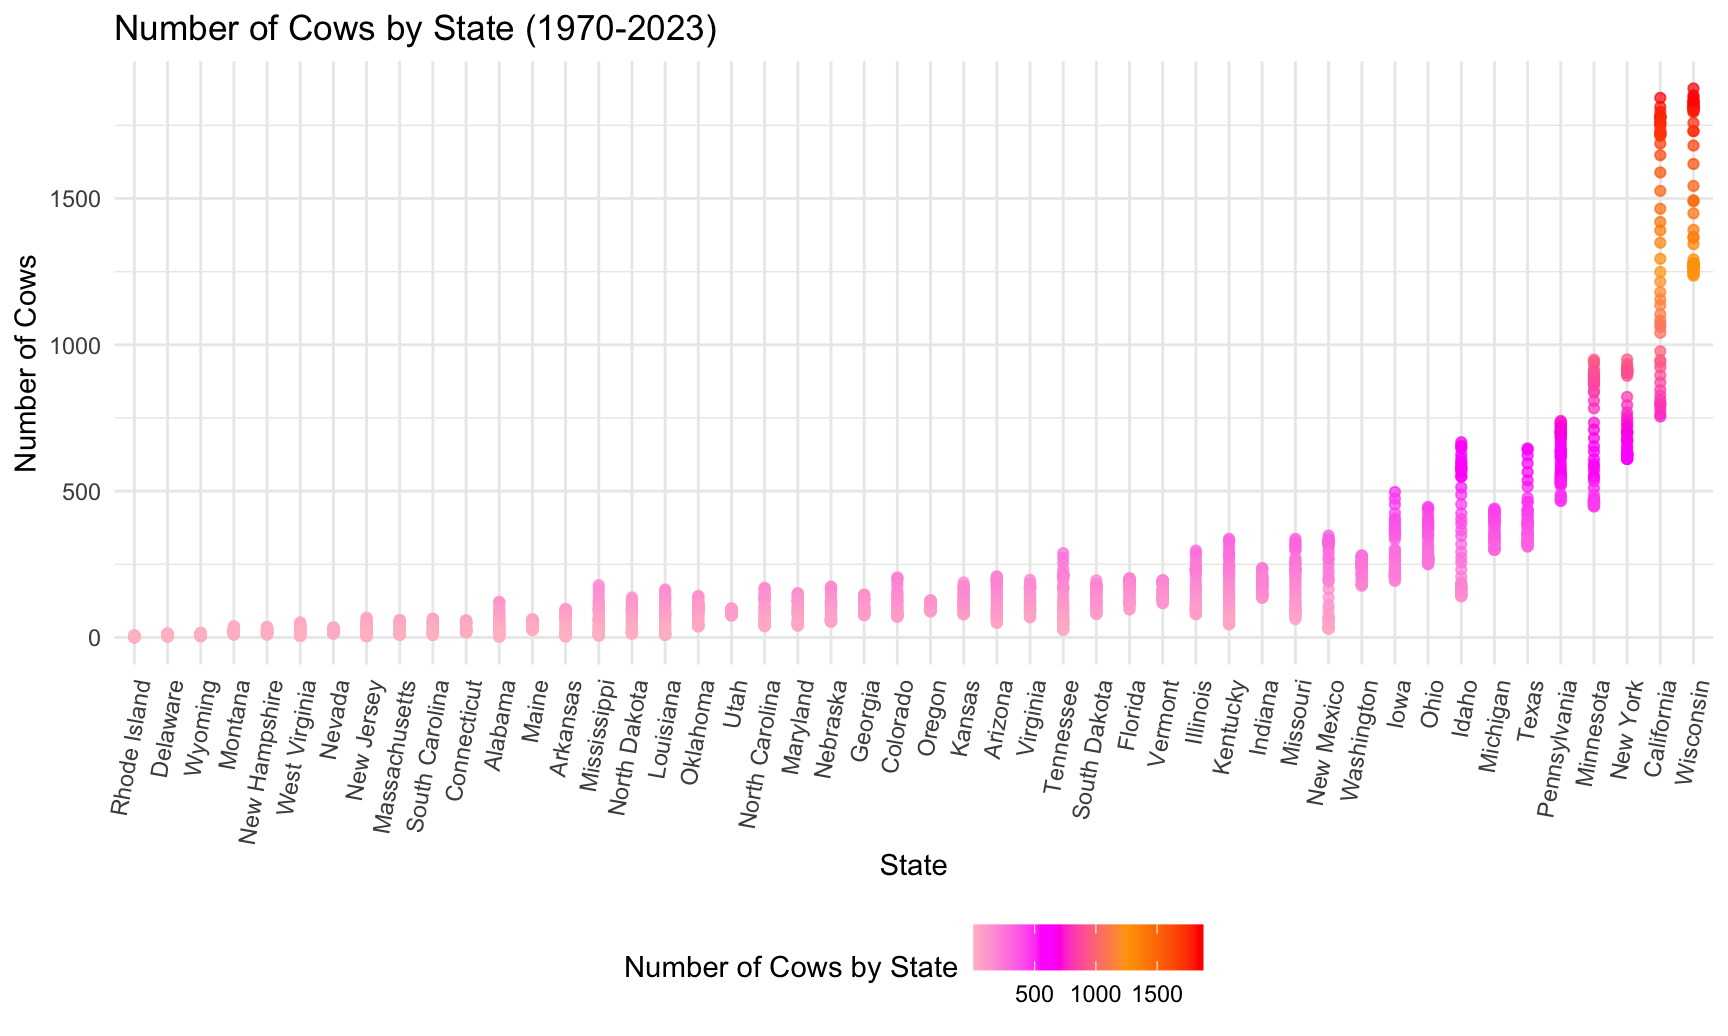 Number of Cows by State (1970-2023)
Number of Cows
1500
1000
500
0
Rhode Island
Delaware
Wyoming
Montana
New Hampshire
West Virginia
Nevada
New Jersey
Massachusetts
South Carolina
Connecticut
Alabama
Maine
Arkansas
Mississippi
North Dakota
Louisiana
Oklahoma
Utah
North Carolina
Maryland
Nebraska
Georgia
Colorado
Oregon
Kansas
Arizona
Virginia
Tennessee
South Dakota
Florida
Vermont
Illinois
Kentucky
Indiana
Missouri
New Mexico
Washington
Iowa
Ohio
Idaho
Michigan
Texas
Pennsylvania
Minnesota
New York
California
Wisconsin
State
Number of Cows by State
500 1000 1500